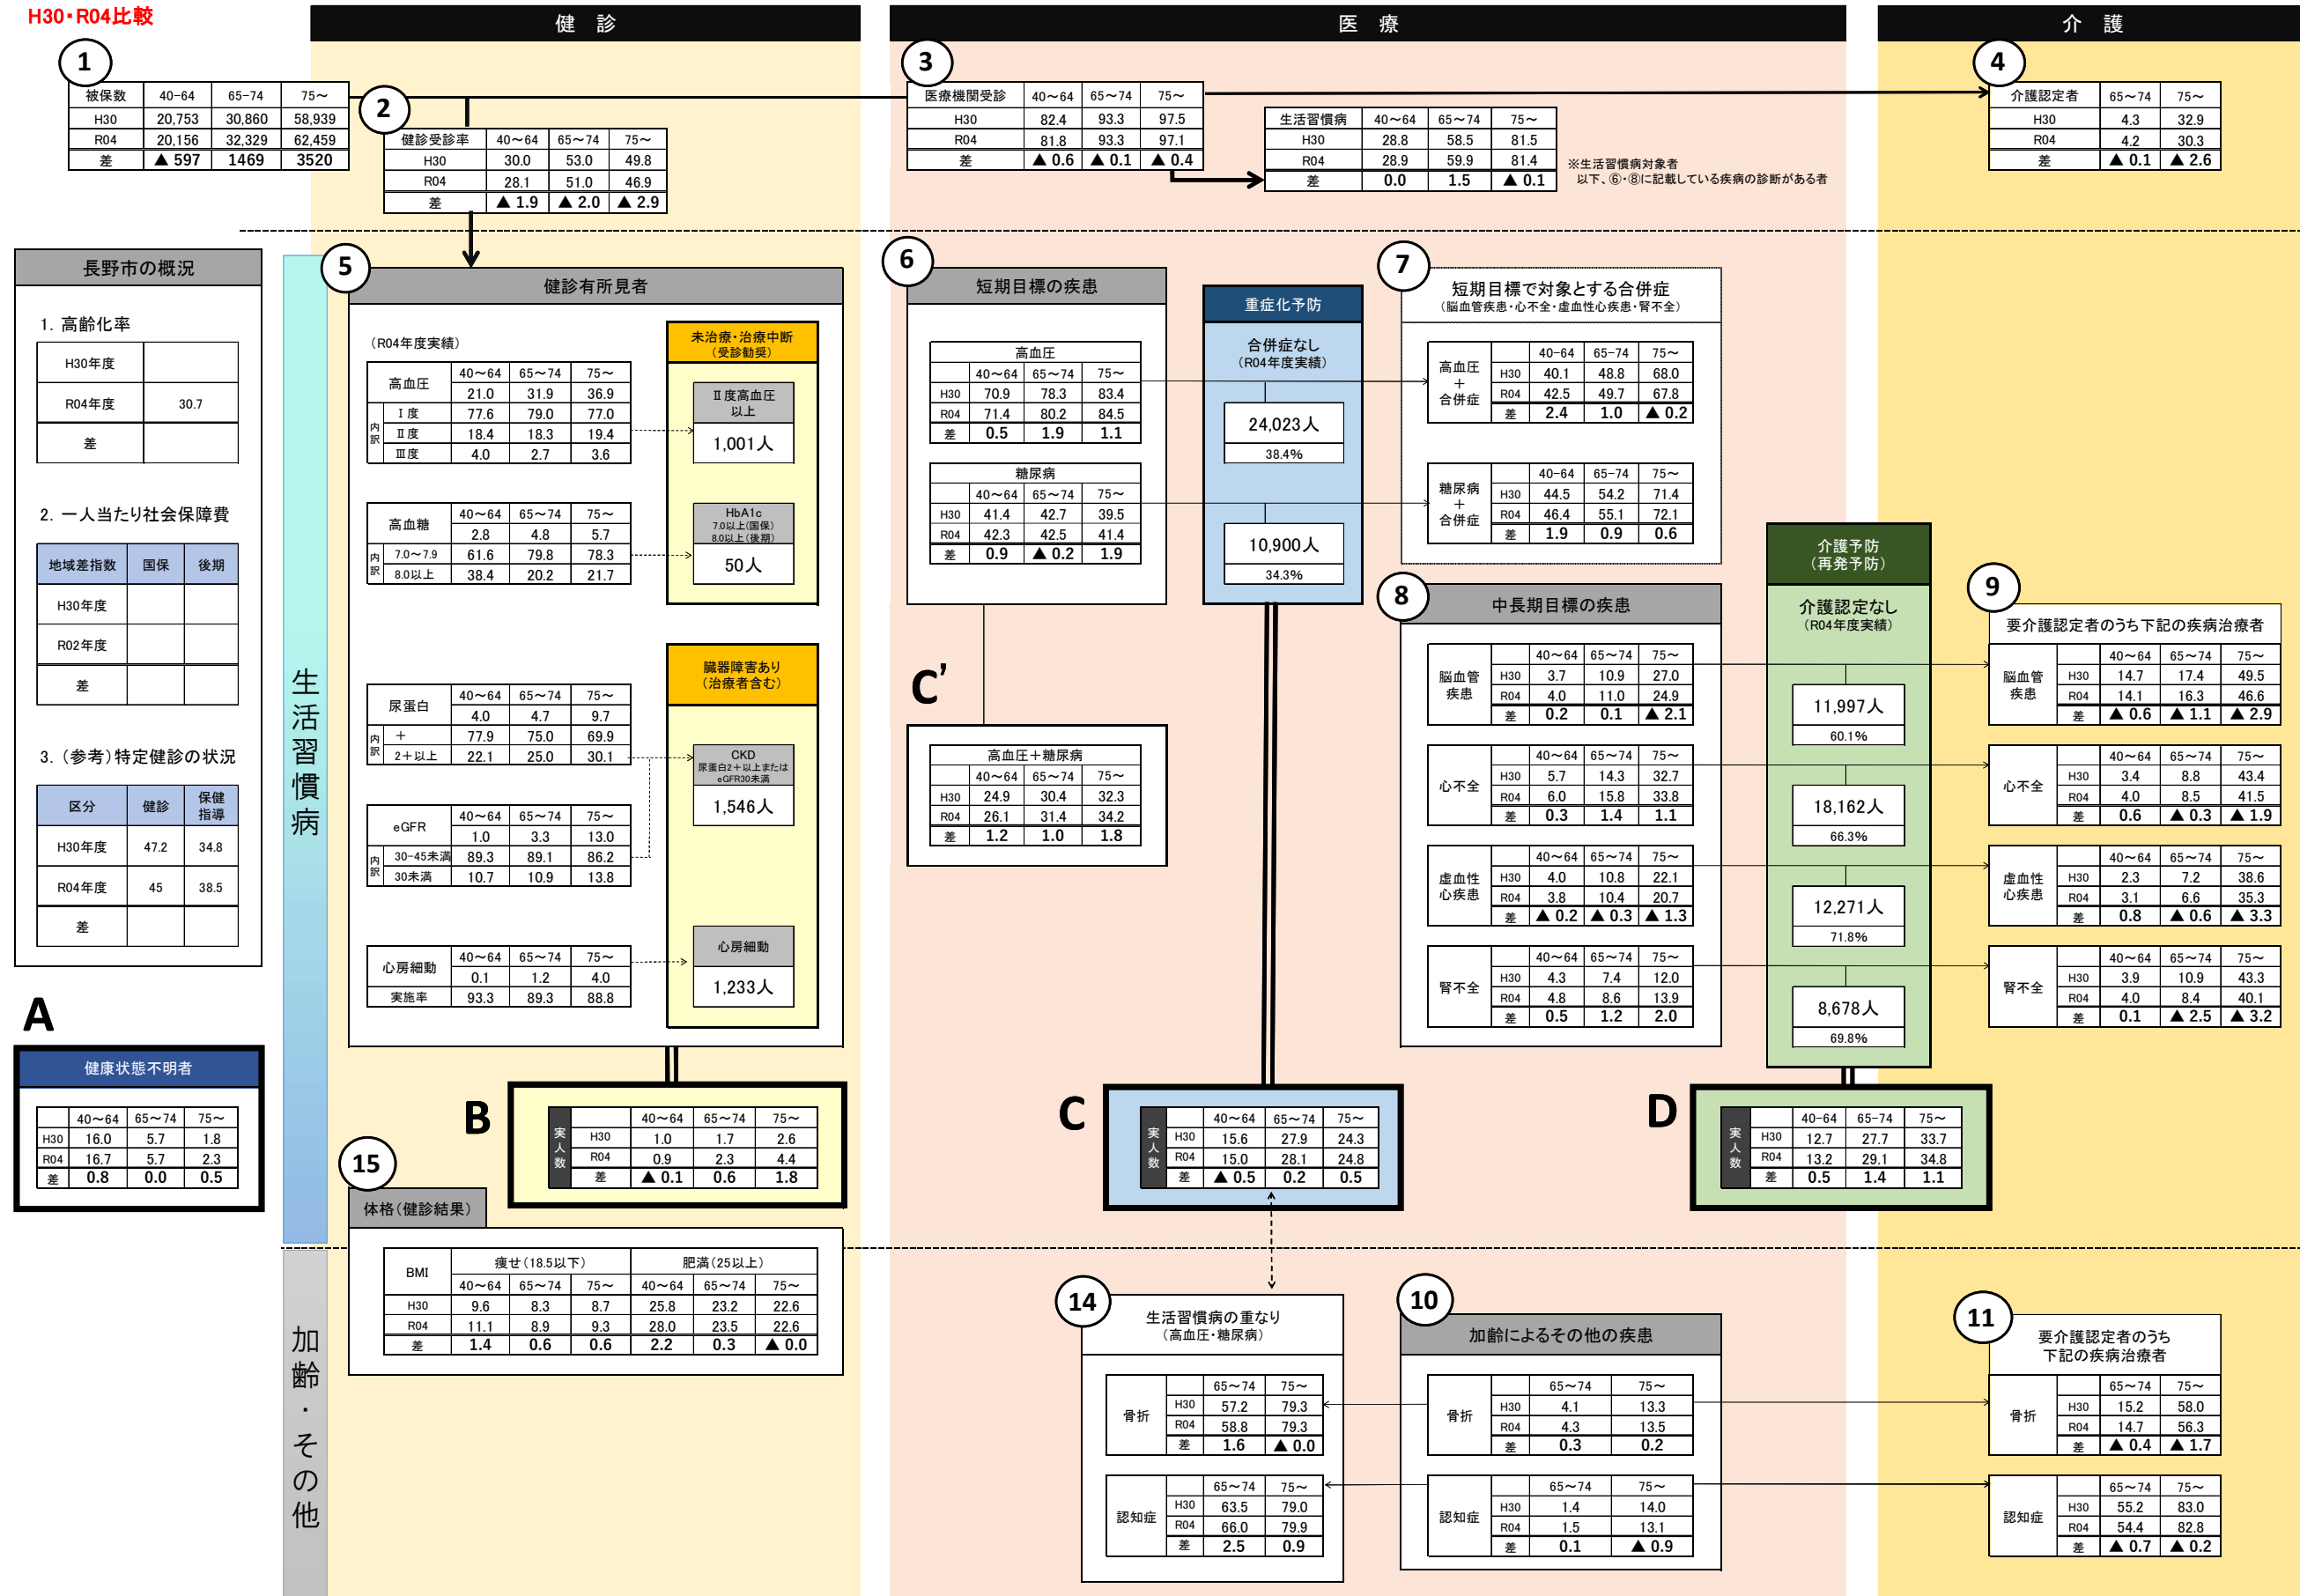 H30・R04比較
健 診
医 療
介 護
1
被保数 40-64 65-74 75～
H30 20,753 30,860 58,939
R04 20,156 32,329 62,459
差 ▲ 597 1469 3520
2
健診受診率 40～64 65～74 75～
H30 30.0 53.0 49.8
R04 28.1 51.0 46.9
差 ▲ 1.9 ▲ 2.0 ▲ 2.9
3
医療機関受診 40～64 65～74 75～
H30 82.4 93.3 97.5
R04 81.8 93.3 97.1
差 ▲ 0.6 ▲ 0.1 ▲ 0.4
生活習慣病 40～64 65～74 75～
H30 28.8 58.5 81.5
R04 28.9 59.9 81.4
差 0.0 1.5 ▲ 0.1
※生活習慣病対象者
以下、⑥・⑧に記載している疾病の診断がある者
4
介護認定者 65～74 75～
H30 4.3 32.9
R04 4.2 30.3
差 ▲ 0.1 ▲ 2.6
長野市の概況
1. 高齢化率
H30年度
R04年度 30.7
差
2. 一人当たり社会保障費
地域差指数 国保 後期
H30年度
R02年度
差
3. （参考）特定健診の状況
区分 健診 保健指導
H30年度 47.2 34.8
R04年度 45 38.5
差
A
健康状態不明者
40～64 65～74 75～
H30 16.0 5.7 1.8
R04 16.7 5.7 2.3
差 0.8 0.0 0.5
生活習慣病
加齢・その他
5
健診有所見者
（R04年度実績）
高血圧 40～64 65～74 75～
21.0 31.9 36.9
内訳 Ⅰ度 77.6 79.0 77.0
Ⅱ度 18.4 18.3 19.4
Ⅲ度 4.0 2.7 3.6
高血糖 40～64 65～74 75～
2.8 4.8 5.7
内訳 7.0～7.9 61.6 79.8 78.3
8.0以上 38.4 20.2 21.7
尿蛋白 40～64 65～74 75～
4.0 4.7 9.7
内訳 ＋ 77.9 75.0 69.9
2＋以上 22.1 25.0 30.1
eGFR 40～64 65～74 75～
1.0 3.3 13.0
内訳 30-45未満 89.3 89.1 86.2
30未満 10.7 10.9 13.8
心房細動 40～64 65～74 75～
0.1 1.2 4.0
実施率 93.3 89.3 88.8
未治療・治療中断
（受診勧奨）
Ⅱ度高血圧
以上
1,001人
HbA1c
7.0以上(国保)
8.0以上(後期)
50人
臓器障害あり
（治療者含む）
CKD
尿蛋白2＋以上または
eGFR30未満
1,546人
心房細動
1,233人
B
実人数 40～64 65～74 75～
H30 1.0 1.7 2.6
R04 0.9 2.3 4.4
差 ▲ 0.1 0.6 1.8
15
体格（健診結果）
BMI 痩せ（18.5以下） 肥満（25以上）
40～64 65～74 75～ 40～64 65～74 75～
H30 9.6 8.3 8.7 25.8 23.2 22.6
R04 11.1 8.9 9.3 28.0 23.5 22.6
差 1.4 0.6 0.6 2.2 0.3 ▲ 0.0
6
短期目標の疾患
高血圧
40～64 65～74 75～
H30 70.9 78.3 83.4
R04 71.4 80.2 84.5
差 0.5 1.9 1.1
糖尿病
40～64 65～74 75～
H30 41.4 42.7 39.5
R04 42.3 42.5 41.4
差 0.9 ▲ 0.2 1.9
C’
高血圧＋糖尿病
40～64 65～74 75～
H30 24.9 30.4 32.3
R04 26.1 31.4 34.2
差 1.2 1.0 1.8
重症化予防
合併症なし
（R04年度実績）
24,023人
38.4%
10,900人
34.3%
C
実人数 40～64 65～74 75～
H30 15.6 27.9 24.3
R04 15.0 28.1 24.8
差 ▲ 0.5 0.2 0.5
7
短期目標で対象とする合併症
（脳血管疾患・心不全・虚血性心疾患・腎不全）
高血圧＋合併症 40-64 65-74 75～
H30 40.1 48.8 68.0
R04 42.5 49.7 67.8
差 2.4 1.0 ▲ 0.2
糖尿病＋合併症 40-64 65-74 75～
H30 44.5 54.2 71.4
R04 46.4 55.1 72.1
差 1.9 0.9 0.6
8
中長期目標の疾患
脳血管疾患 40～64 65～74 75～
H30 3.7 10.9 27.0
R04 4.0 11.0 24.9
差 0.2 0.1 ▲ 2.1
心不全 40～64 65～74 75～
H30 5.7 14.3 32.7
R04 6.0 15.8 33.8
差 0.3 1.4 1.1
虚血性心疾患 40～64 65～74 75～
H30 4.0 10.8 22.1
R04 3.8 10.4 20.7
差 ▲ 0.2 ▲ 0.3 ▲ 1.3
腎不全 40～64 65～74 75～
H30 4.3 7.4 12.0
R04 4.8 8.6 13.9
差 0.5 1.2 2.0
介護予防
（再発予防）
介護認定なし
（R04年度実績）
11,997人
60.1%
18,162人
66.3%
12,271人
71.8%
8,678人
69.8%
D
実人数 40-64 65-74 75～
H30 12.7 27.7 33.7
R04 13.2 29.1 34.8
差 0.5 1.4 1.1
9
要介護認定者のうち下記の疾病治療者
脳血管疾患 40～64 65～74 75～
H30 14.7 17.4 49.5
R04 14.1 16.3 46.6
差 ▲ 0.6 ▲ 1.1 ▲ 2.9
心不全 40～64 65～74 75～
H30 3.4 8.8 43.4
R04 4.0 8.5 41.5
差 0.6 ▲ 0.3 ▲ 1.9
虚血性心疾患 40～64 65～74 75～
H30 2.3 7.2 38.6
R04 3.1 6.6 35.3
差 0.8 ▲ 0.6 ▲ 3.3
腎不全 40～64 65～74 75～
H30 3.9 10.9 43.3
R04 4.0 8.4 40.1
差 0.1 ▲ 2.5 ▲ 3.2
14
生活習慣病の重なり
（高血圧・糖尿病）
骨折 65～74 75～
H30 57.2 79.3
R04 58.8 79.3
差 1.6 ▲ 0.0
認知症 65～74 75～
H30 63.5 79.0
R04 66.0 79.9
差 2.5 0.9
10
加齢によるその他の疾患
骨折 65～74 75～
H30 4.1 13.3
R04 4.3 13.5
差 0.3 0.2
認知症 65～74 75～
H30 1.4 14.0
R04 1.5 13.1
差 0.1 ▲ 0.9
11
要介護認定者のうち
下記の疾病治療者
骨折 65～74 75～
H30 15.2 58.0
R04 14.7 56.3
差 ▲ 0.4 ▲ 1.7
認知症 65～74 75～
H30 55.2 83.0
R04 54.4 82.8
差 ▲ 0.7 ▲ 0.2